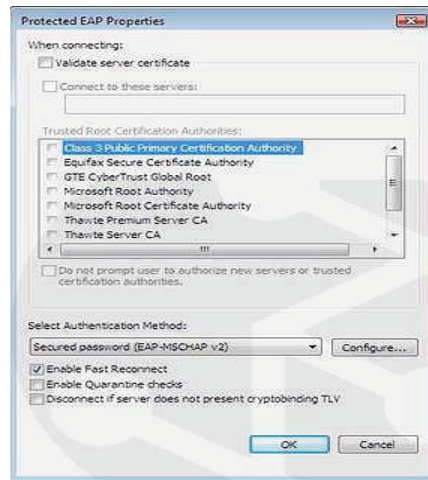 Protected EAP Properties
When connecting:
Validate server certificate
Connect to these servers:
Trusted Root Certification Authorities:
Class 3 Public Primary Certification Authority
Equifax Secure Certificate Authority
GTE CyberTrust Global Root
Microsoft Root Authority
Microsoft Root Certificate Authority
Thawte Premium Server CA
Thawte Server CA
Do not prompt user to authorize new servers or trusted
certification authorities.
Select Authentication Method:
Secured password (EAP-MSCHAP v2)
Configure...
Enable Fast Reconnect
Enable Quarantine checks
Disconnect if server does not present cryptobinding TLV
OK
Cancel